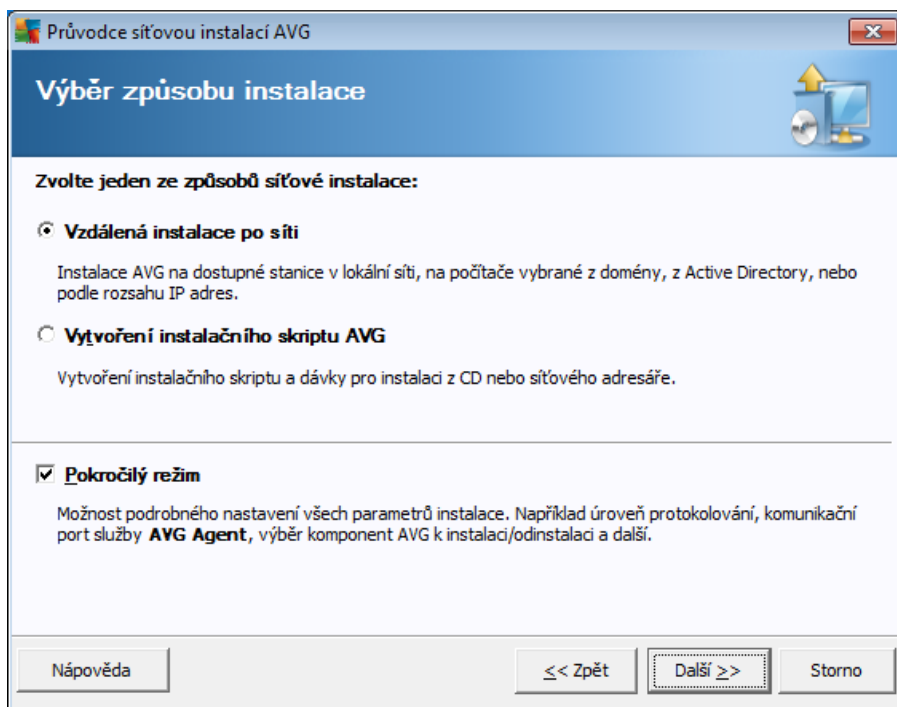 Průvodce síťovou instalací AVG
Výběr způsobu instalace
Zvolte jeden ze způsobů síťové instalace:
Vzdálená instalace po síti
Instalace AVG na dostupné stanice v lokální síti, na počítače vybrané z domény, z Active Directory, nebo
podle rozsahu IP adres.
Vytvoření instalačního skriptu AVG
Vytvoření instalačního skriptu a dávky pro instalaci z CD nebo síťového adresáře.
Pokročilý režim
Možnost podrobného nastavení všech parametrů instalace. Například úroveň protokolování, komunikační
port služby AVG Agent, výběr komponent AVG k instalaci/odinstalaci a další.
Nápověda
<< Zpět
Další >>
Storno